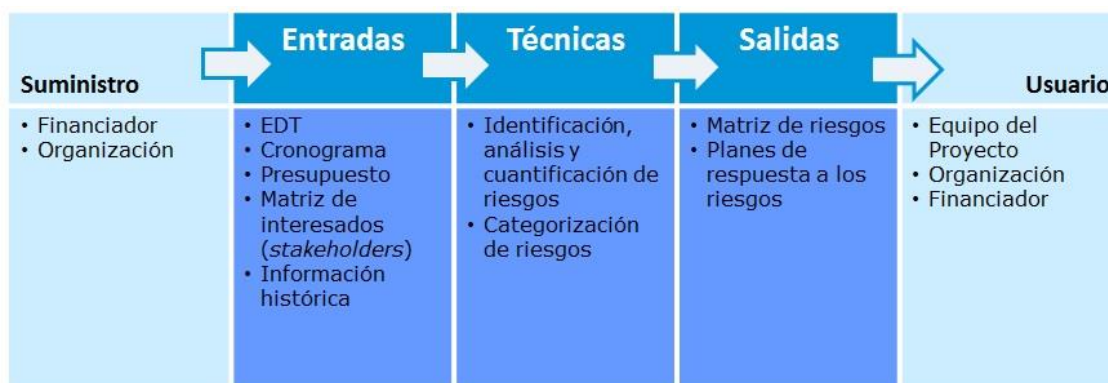 Suministro
Entradas
Técnicas
Salidas
Usuario
• Financiador
• Organización
• EDT
• Cronograma
• Presupuesto
• Matriz de
interesados
(stakeholders)
• Información
histórica
• Identificación,
análisis y
cuantificación de
riesgos
• Categorización
de riesgos
• Matriz de riesgos
• Planes de
respuesta a los
riesgos
• Equipo del
Proyecto
• Organización
• Financiador